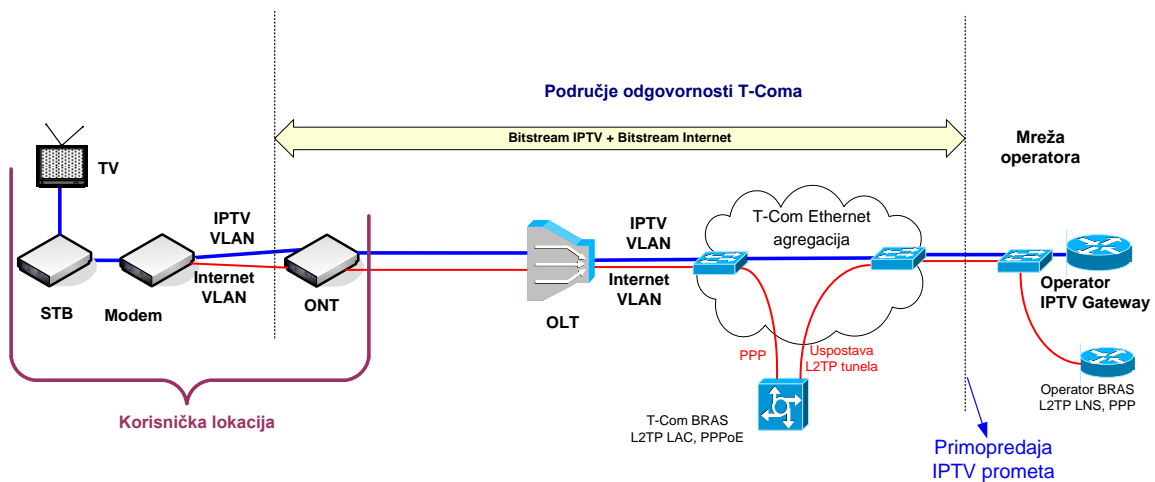 Područje odgovornosti T-Coma
Bitstream IPTV + Bitstream Internet
Mreža
operatora
TV
IPTV
VLAN
Internet
VLAN
STB
Modem
ONT
OLT
IPTV
VLAN
Internet
VLAN
T-Com Ethernet
agregacija
Operator
IPTV Gateway
PPP
Uspostava
L2TP tunela
T-Com BRAS
L2TP LAC, PPPoE
Operator BRAS
L2TP LNS, PPP
Korisnička lokacija
Primopredaja
IPTV prometa